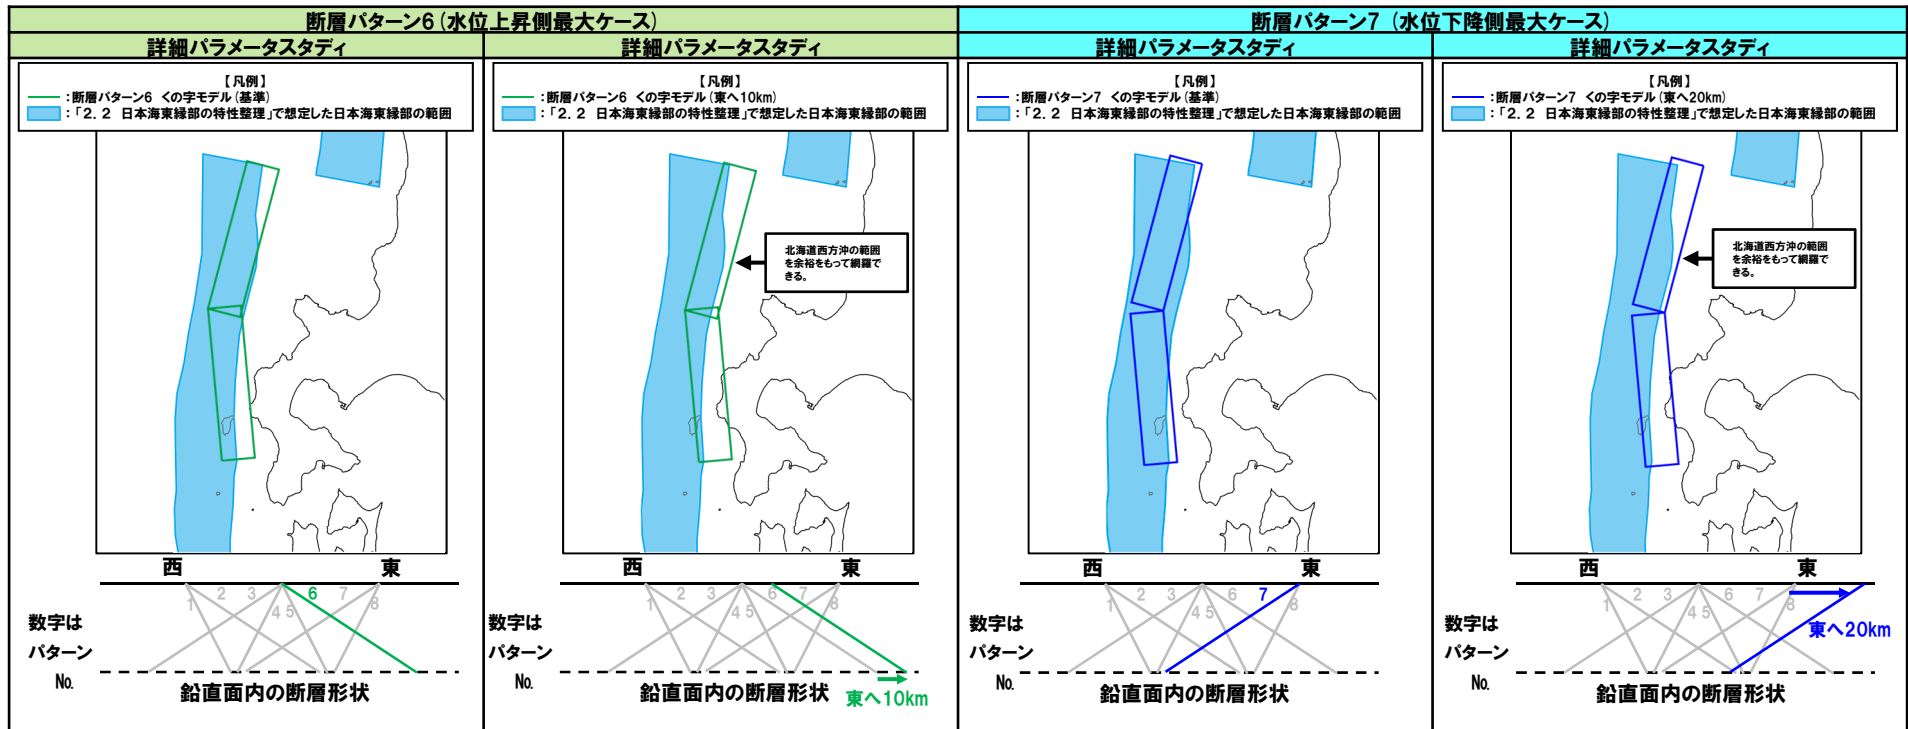 断層パターン6(水位上昇側最大ケース)
断層パターン7 (水位下降側最大ケース)
詳細パラメータスタディ
詳細パラメータスタディ
詳細パラメータスタディ
詳細パラメータスタディ
【凡例】
:断層パターン6 くの字モデル(基準)
:「2.2 日本海東縁部の特性整理」で想定した日本海東縁部の範囲
西
東
1
2
3
4
5
6
7
8
数字は
パターン
No.
鉛直面内の断層形状
【凡例】
:断層パターン6 くの字モデル(東へ10km)
:「2.2 日本海東縁部の特性整理」で想定した日本海東縁部の範囲
北海道西方沖の範囲
を余裕をもって網羅で
きる。
西
東
1
2
3
4
5
6
7
8
数字は
パターン
No.
鉛直面内の断層形状
東へ10km
【凡例】
:断層パターン7 くの字モデル(基準)
:「2.2 日本海東縁部の特性整理」で想定した日本海東縁部の範囲
西
東
1
2
3
4
5
6
7
8
数字は
パターン
No.
鉛直面内の断層形状
【凡例】
:断層パターン7 くの字モデル(東へ20km)
:「2.2 日本海東縁部の特性整理」で想定した日本海東縁部の範囲
北海道西方沖の範囲
を余裕をもって網羅で
きる。
西
東
1
2
3
4
5
6
7
8
東へ20km
数字は
パターン
No.
鉛直面内の断層形状